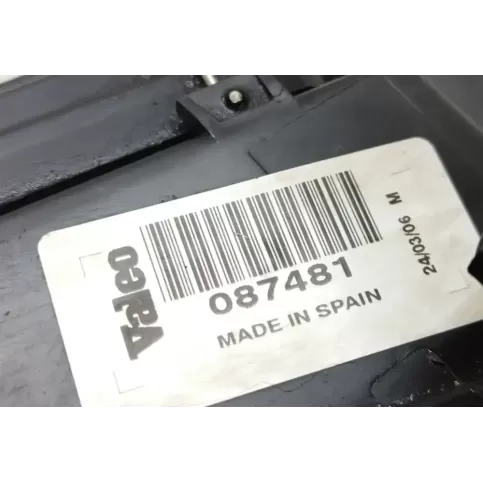 Valeo
087481
MADE IN SPAIN
24/03/06 M